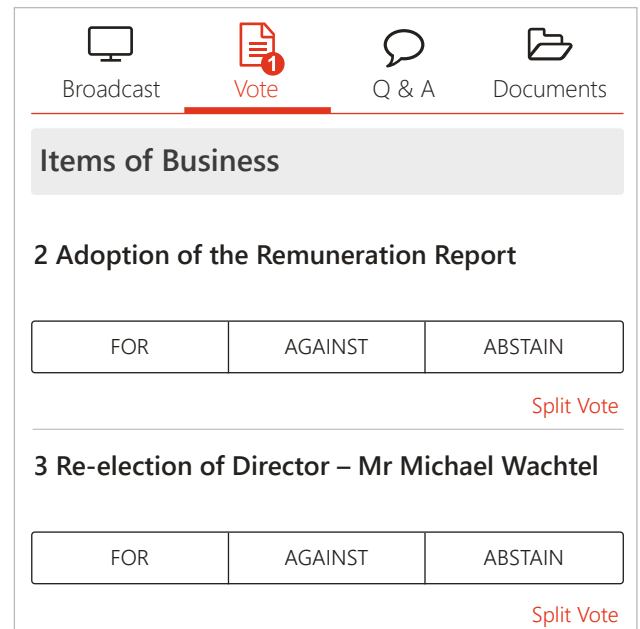 1
Broadcast Vote Q & A Documents
Items of Business
2 Adoption of the Remuneration Report
FOR AGAINST ABSTAIN
Split Vote
3 Re-election of Director – Mr Michael Wachtel
FOR AGAINST ABSTAIN
Split Vote